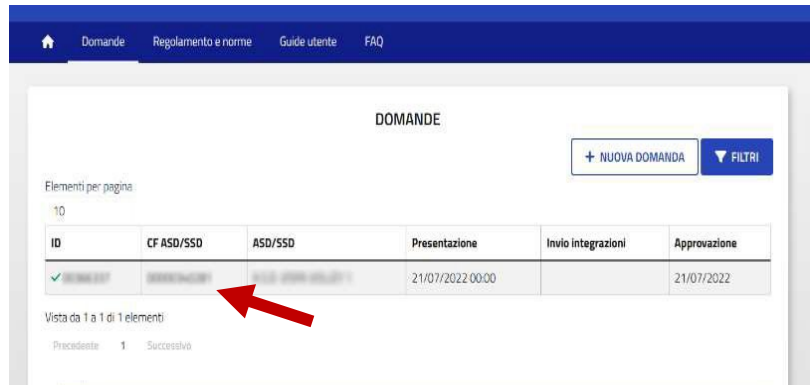 Domande Regolamento e norme Guide utente FAQ
DOMANDE
+ NUOVA DOMANDA FILTRI
Elementi per pagina
10
ID CF ASD/SSD ASD/SSD Presentazione Invio integrazioni Approvazione
21/07/2022 00:00 21/07/2022
Vista da 1 a 1 di 1 elementi
Precedente 1 Successivo